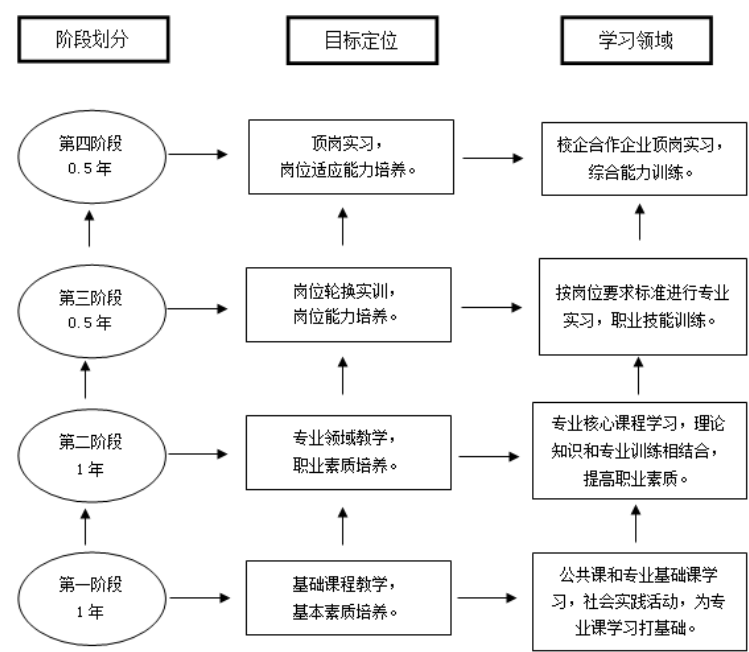 阶段划分
目标定位
学习领域
第四阶段
0.5年
顶岗实习，
岗位适应能力培养。
校企合作企业顶岗实习，
综合能力训练。
第三阶段
0.5年
岗位轮换实训，
岗位能力培养。
按岗位要求标准进行专业
实习，职业技能训练。
第二阶段
1年
专业领域教学，
职业素质培养。
专业核心课程学习，理论
知识和专业训练相结合，
提高职业素质。
第一阶段
1年
基础课程教学，
基本素质培养。
公共课和专业基础课学
习，社会实践活动，为专
业课学习打基础。